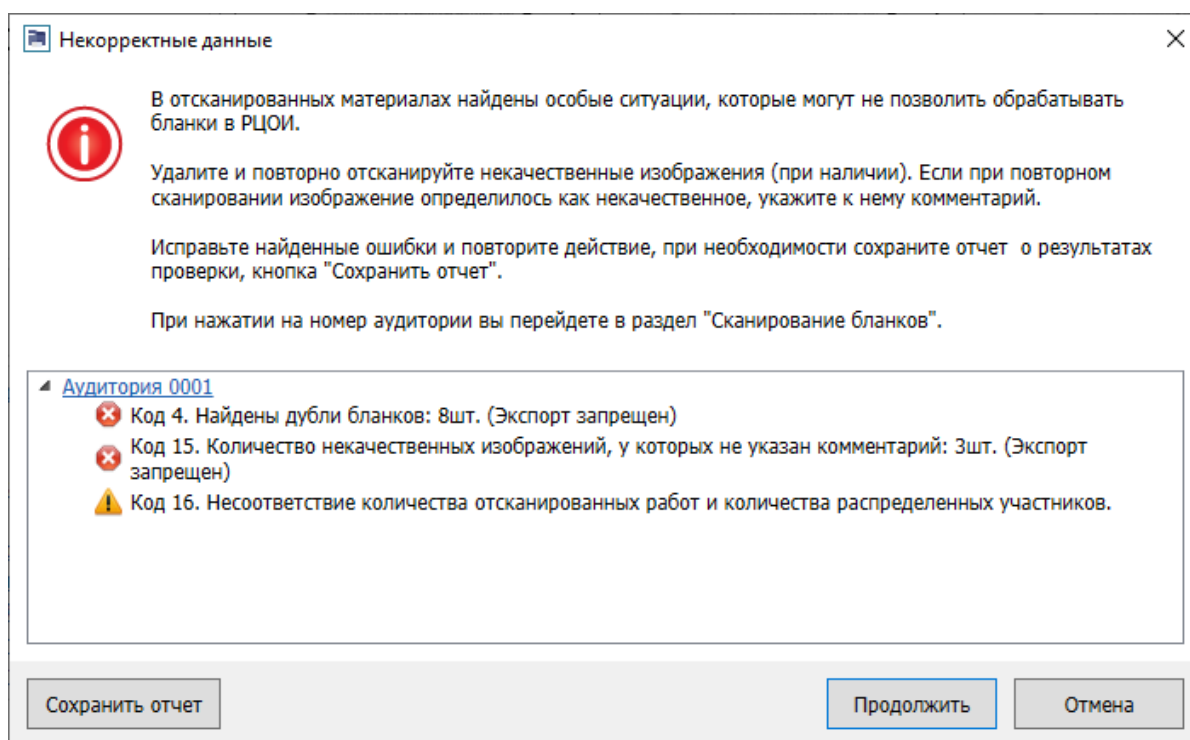 Некорректные данные
В отсканированных материалах найдены особые ситуации, которые могут не позволить обрабатывать
бланки в РЦОИ.
Удалите и повторно отсканируйте некачественные изображения (при наличии). Если при повторном
сканировании изображение определилось как некачественное, укажите к нему комментарий.
Исправьте найденные ошибки и повторите действие, при необходимости сохраните отчет  о результатах
проверки, кнопка "Сохранить отчет".
При нажатии на номер аудитории вы перейдете в раздел "Сканирование бланков".
Аудитория 0001
Код 4. Найдены дубли бланков: 8шт. (Экспорт запрещен)
Код 15. Количество некачественных изображений, у которых не указан комментарий: 3шт. (Экспорт
запрещен)
Код 16. Несоответствие количества отсканированных работ и количества распределенных участников.
Сохранить отчет
Продолжить
Отмена